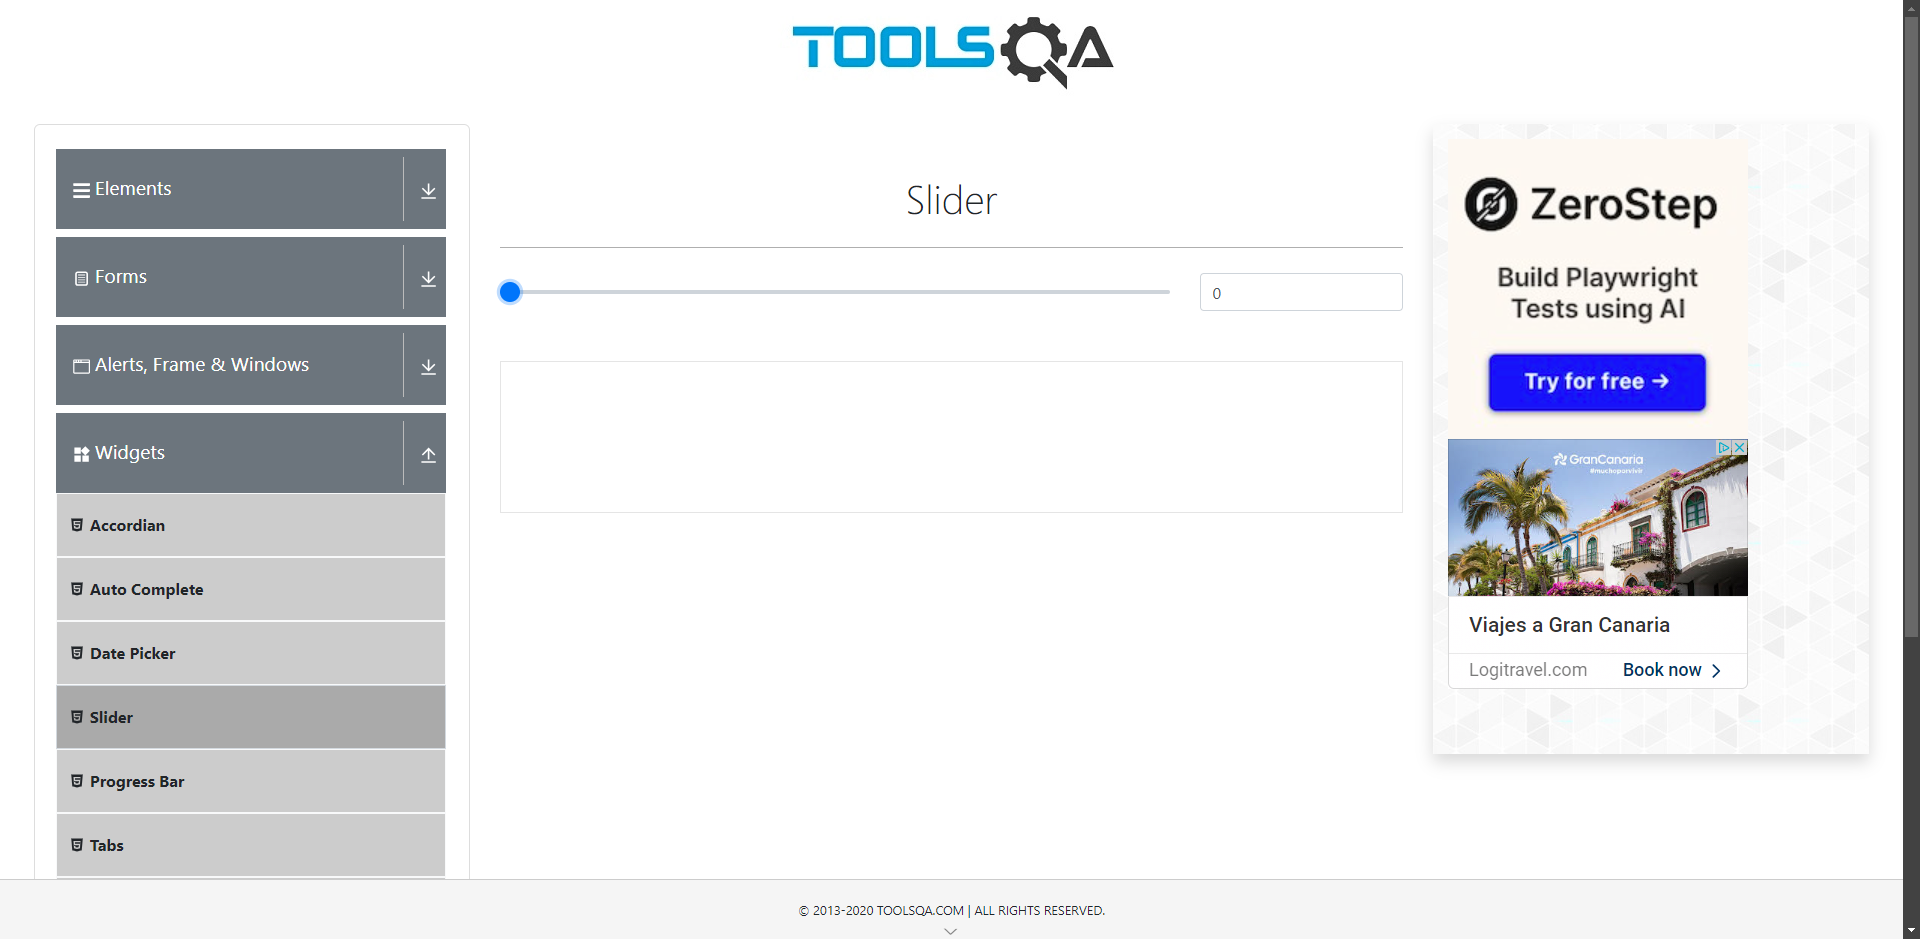 TOOLSQA
Elements
Forms
Alerts, Frame & Windows
Widgets
Accordian
Auto Complete
Date Picker
Slider
Progress Bar
Tabs
Slider
0
ZeroStep
Build Playwright
Tests using AI
Try for free →
GranCanaria
#muchoporvivir
Viajes a Gran Canaria
Logitravel.com
Book now
© 2013-2020 TOOLSQA.COM | ALL RIGHTS RESERVED.